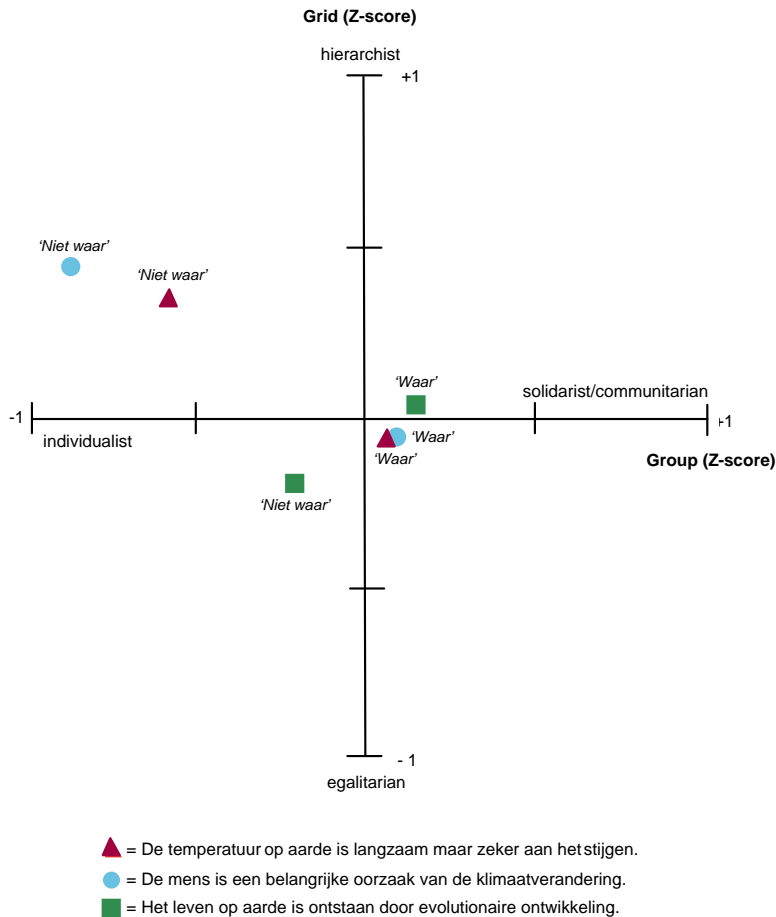 Grid (Z-score)
hierarchist
+1
‘Niet waar’
‘Niet waar’
‘Waar’
solidarist/communitarian
-1
+1
individualist
‘Waar’
‘Waar’
Group (Z-score)
‘Niet waar’
- 1
egalitarian
= De temperatuur op aarde is langzaam maar zeker aan het stijgen.
= De mens is een belangrijke oorzaak van de klimaatverandering.
= Het leven op aarde is ontstaan door evolutionaire ontwikkeling.